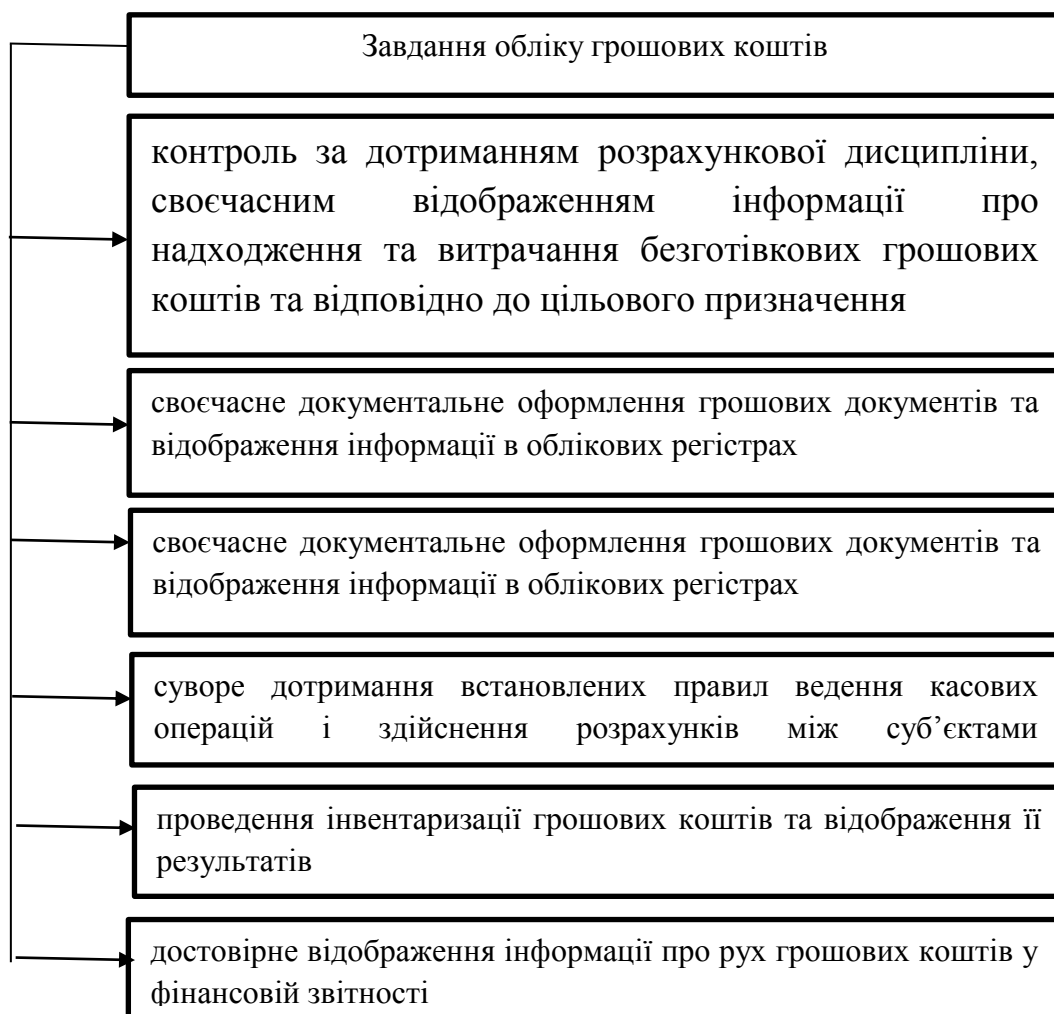 Завдання обліку грошових коштів
контроль за дотриманням розрахункової дисципліни,
своєчасним відображенням інформації про
надходження та витрачання безготівкових грошових
коштів та відповідно до цільового призначення
своєчасне документальне оформлення грошових документів та
відображення інформації в облікових регістрах
своєчасне документальне оформлення грошових документів та
відображення інформації в облікових регістрах
суворе дотримання встановлених правил ведення касових
операцій і здійснення розрахунків між суб’єктами
проведення інвентаризації грошових коштів та відображення її
результатів
достовірне відображення інформації про рух грошових коштів у
фінансовій звітності